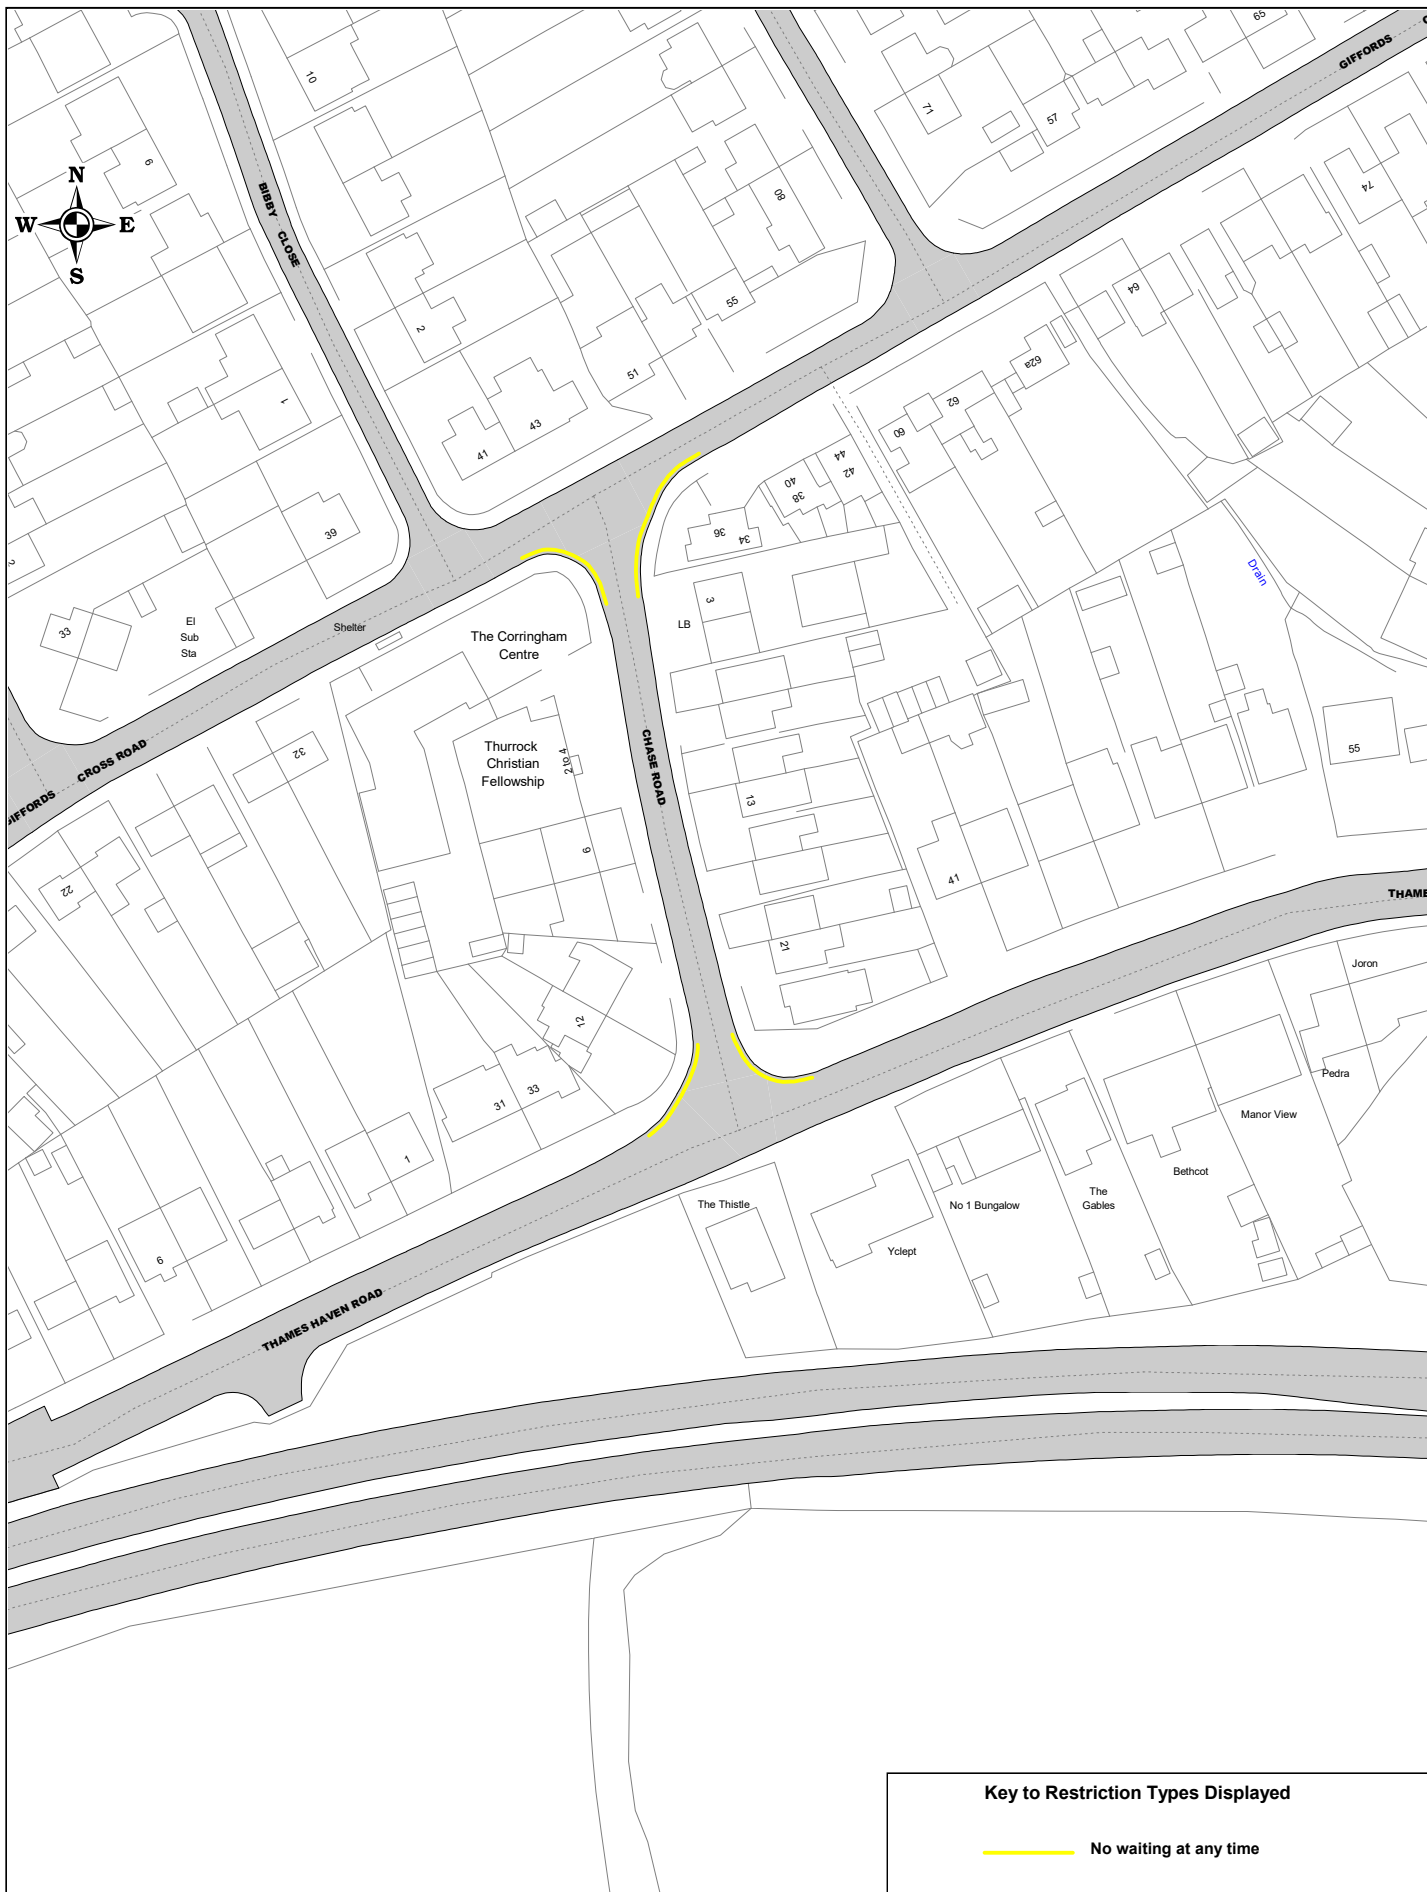 65
GIFFORDS
10
71
57
6
N
W
E
S
80
74
BIBBY CLOSE
55
64
2
51
62a
1
62
43
41
60
44
42
40
38
39
36
34
2
Drain
3
El
Sub
Sta
33
Shelter
LB
The Corringham
Centre
CHASE ROAD
GIFFORDS CROSS ROAD
32
Thurrock
Christian
Fellowship
2 to 4
55
13
9
22
41
THAME
21
Joron
12
33
31
Pedra
Manor View
1
Bethcot
The
Gables
The Thistle
No 1 Bungalow
Yclept
6
THAMES HAVEN ROAD
Key to Restriction Types Displayed
No waiting at any time